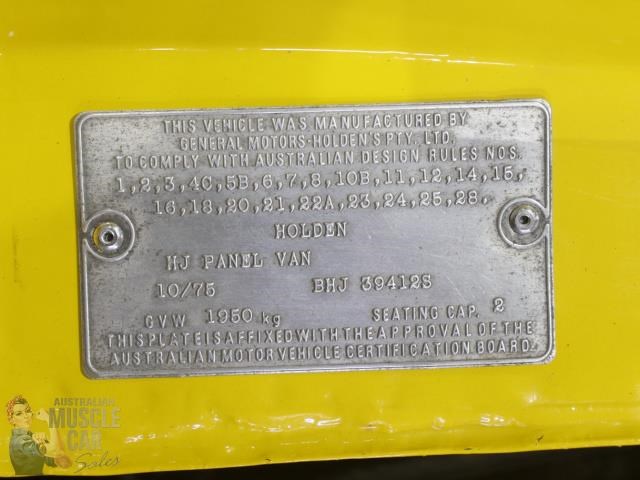 THIS VEHICLE WAS MANUFACTURED BY
GENERAL MOTORS-HOLDEN'S PTY. LTD.
TO COMPLY WITH AUSTRALIAN DESIGN RULES NOS.
1,2,3,4C,5B,6,7,8,10B,11,12,14,15,
16,18,20,21,22A,23,24,25,28,
HOLDEN
HJ PANEL VAN
10/75 BHJ 39412S
GVW 1950 kg SEATING CAP. 2
THIS PLATE IS AFFIXED WITH THE APPROVAL OF THE
AUSTRALIAN MOTOR VEHICLE CERTIFICATION BOARD.
AUSTRALIAN
MUSCLE
CAR
Sales